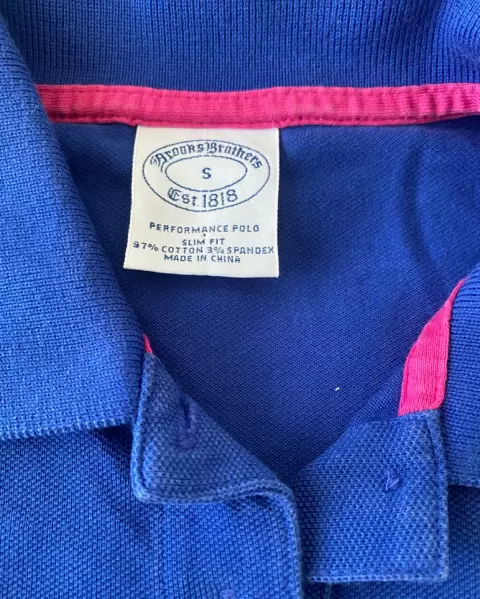 Brooks Brothers
S
Est. 1818
PERFORMANCE POLO
SLIM FIT
97% COTTON 3% SPANDEX
MADE IN CHINA